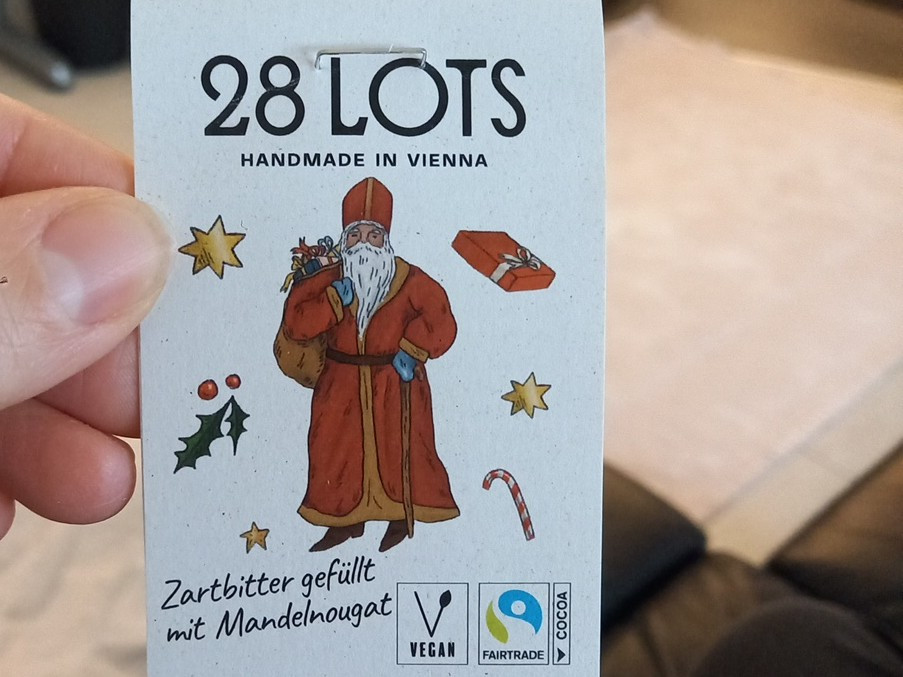 28 LOTS
HANDMADE IN VIENNA
Zartbitter gefüllt
mit Mandelnougat
VEGAN
FAIRTRADE
COCOA